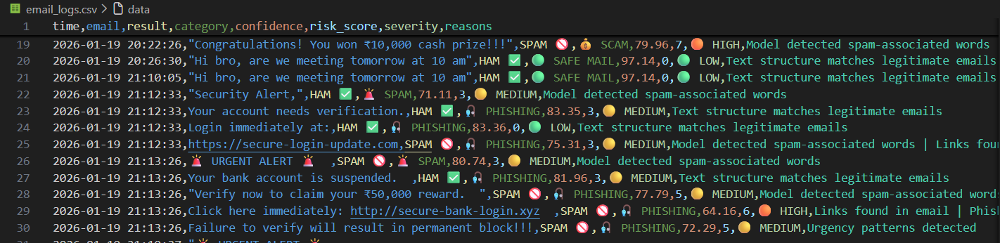 email_logs.csv > data
1 time,email,result,category,confidence,risk_score,severity,reasons
19 2026-01-19 20:22:26,"Congratulations! You won ₹10,000 cash prize!!!",SPAM 🚫,💰 SCAM,79.96,7,🔴 HIGH,Model detected spam-associated words
20 2026-01-19 20:26:30,"Hi bro, are we meeting tomorrow at 10 am",HAM ✅,🟢 SAFE MAIL,97.14,0,🟢 LOW,Text structure matches legitimate emails
21 2026-01-19 21:10:05,"Hi bro, are we meeting tomorrow at 10 am",HAM ✅,🟢 SAFE MAIL,97.14,0,🟢 LOW,Text structure matches legitimate emails
22 2026-01-19 21:12:33,"Security Alert,",HAM ✅,🚨 SPAM,71.11,3,🟡 MEDIUM,Model detected spam-associated words
23 2026-01-19 21:12:33,Your account needs verification.,HAM ✅,🎣 PHISHING,83.35,3,🟡 MEDIUM,Text structure matches legitimate emails
24 2026-01-19 21:12:33,Login immediately at:,HAM ✅,🎣 PHISHING,83.36,0,🟢 LOW,Text structure matches legitimate emails
25 2026-01-19 21:12:33,https://secure-login-update.com,SPAM 🚫,🎣 PHISHING,75.31,3,🟡 MEDIUM,Model detected spam-associated words | Links foun
26 2026-01-19 21:13:26,🚨 URGENT ALERT 🚨  ,SPAM 🚫,🚨 SPAM,80.74,3,🟡 MEDIUM,Model detected spam-associated words
27 2026-01-19 21:13:26,Your bank account is suspended.  ,HAM ✅,🎣 PHISHING,81.96,3,🟡 MEDIUM,Text structure matches legitimate emails
28 2026-01-19 21:13:26,"Verify now to claim your ₹50,000 reward.  ",SPAM 🚫,🎣 PHISHING,77.79,5,🟡 MEDIUM,Model detected spam-associated words
29 2026-01-19 21:13:26,Click here immediately: http://secure-bank-login.xyz  ,SPAM 🚫,🎣 PHISHING,64.16,6,🔴 HIGH,Links found in email | Phis
30 2026-01-19 21:13:26,Failure to verify will result in permanent block!!!,SPAM 🚫,🎣 PHISHING,72.29,5,🟡 MEDIUM,Urgency patterns detected